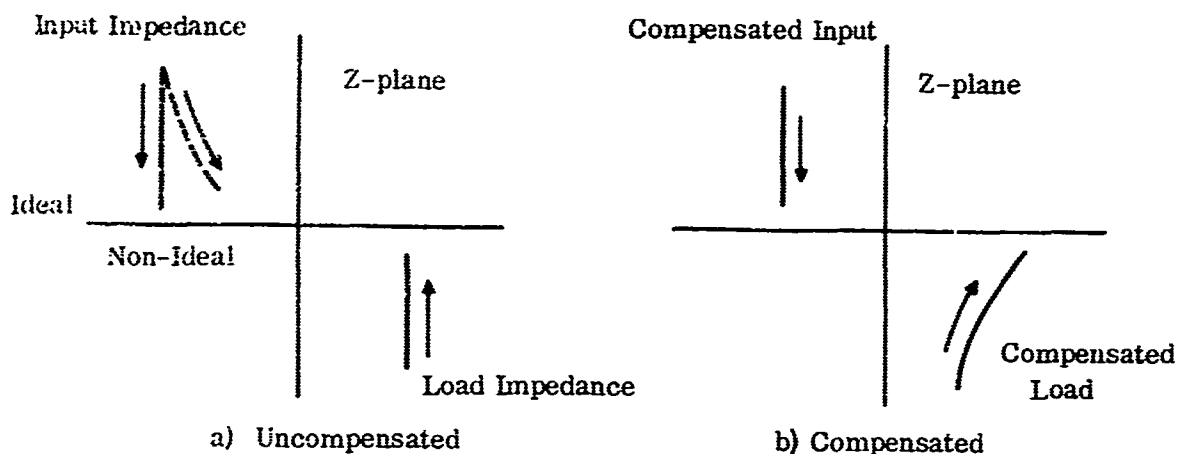 Input Impedance
Z-plane
Ideal
Non-Ideal
Load Impedance
a) Uncompensated
Compensated Input
Z-plane
Compensated
Load
b) Compensated